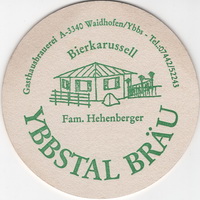 Gasthausbrauerei A-3340 Waidhofen/Ybbs - Tel.07442/52243
Bierkarussell
Fam. Hehenberger
YBBSTAL BRÄU